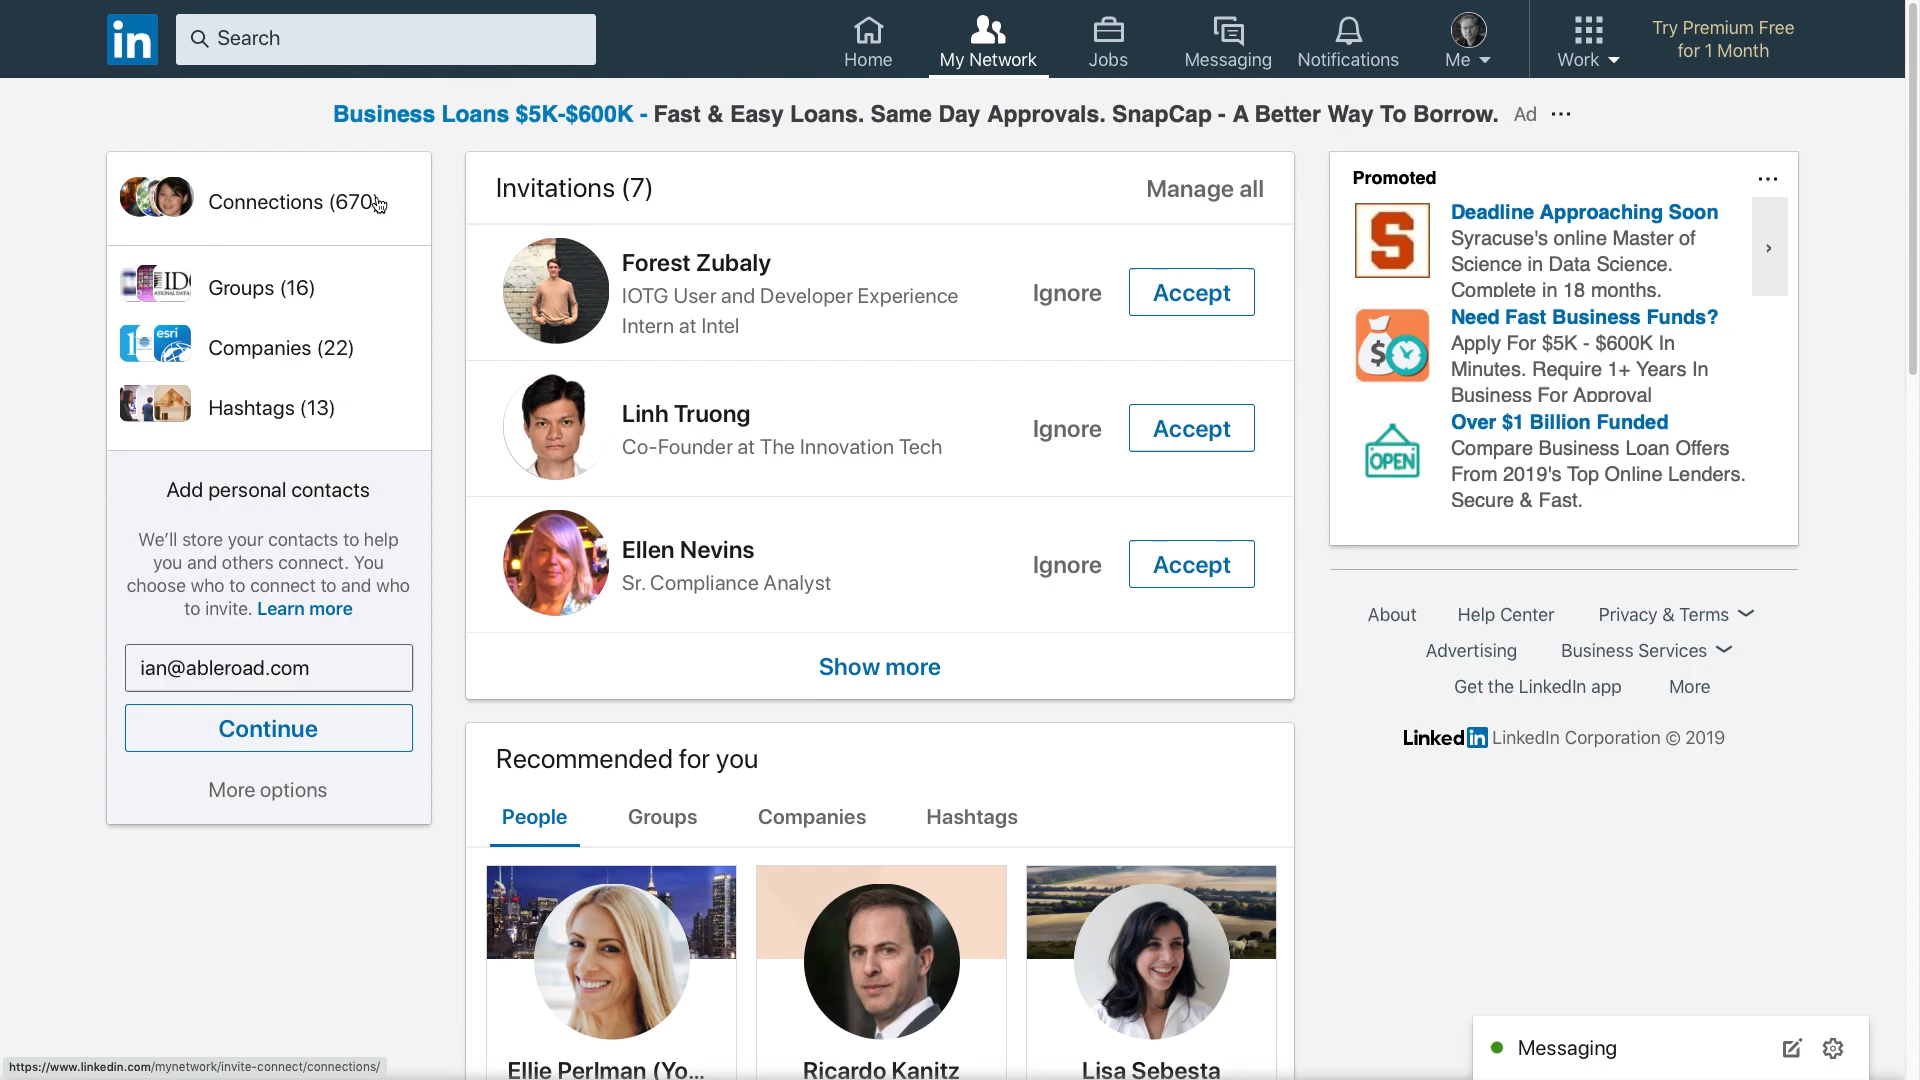 in
Search
Home
My Network
Jobs
Messaging
Notifications
Me
Work
Try Premium Free
for 1 Month
Business Loans $5K-$600K - Fast & Easy Loans. Same Day Approvals. SnapCap - A Better Way To Borrow. Ad ...
Connections (670)
Groups (16)
esri
Companies (22)
Hashtags (13)
Add personal contacts
We'll store your contacts to help
you and others connect. You
choose who to connect to and who
to invite. Learn more
ian@ableroad.com
Continue
More options
Invitations (7)
Manage all
Forest Zubaly
IOTG User and Developer Experience
Intern at Intel
Ignore
Accept
Linh Truong
Co-Founder at The Innovation Tech
Ignore
Accept
Ellen Nevins
Sr. Compliance Analyst
Ignore
Accept
Show more
Recommended for you
People
Groups
Companies
Hashtags
Ellie Perlman (Yo...
Ricardo Kanitz
Lisa Sebesta
Promoted
...
S
Deadline Approaching Soon
Syracuse's online Master of
Science in Data Science.
Complete in 18 months.
Need Fast Business Funds?
Apply For $5K - $600K In
Minutes. Require 1+ Years In
Business For Approval
OPEN
Over $1 Billion Funded
Compare Business Loan Offers
From 2019's Top Online Lenders.
Secure & Fast.
About
Help Center
Privacy & Terms
Advertising
Business Services
Get the LinkedIn app
More
LinkedIn LinkedIn Corporation © 2019
Messaging
https://www.linkedin.com/mynetwork/invite-connect/connections/